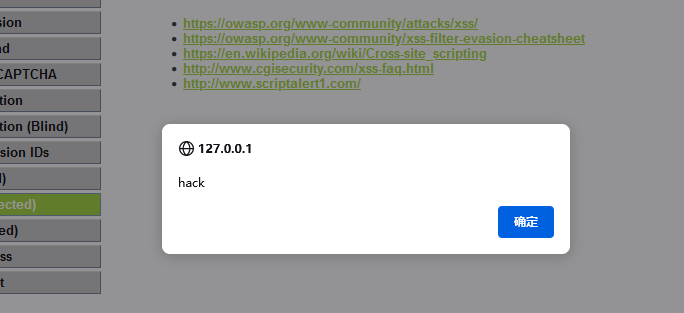 sion
https://owasp.org/www-community/attacks/xss/
https://owasp.org/www-community/xss-filter-evasion-cheatsheet
https://en.wikipedia.org/wiki/Cross-site_scripting
http://www.cgisecurity.com/xss-faq.html
http://www.scriptalert1.com/
d
CAPTCHA
tion
tion (Blind)
sion IDs
)
ected)
ed)
ss
t
127.0.0.1
hack
确定